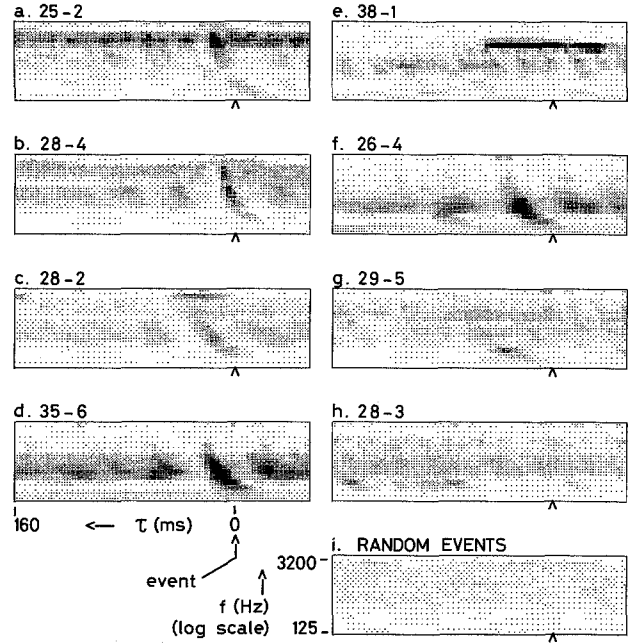 a. 25-2
b. 28-4
c. 28-2
d. 35-6
160 <— τ (ms) 0
event
e. 38-1
f. 26-4
g. 29-5
h. 28-3
i. RANDOM EVENTS
3200
f (Hz)
(log scale)
125